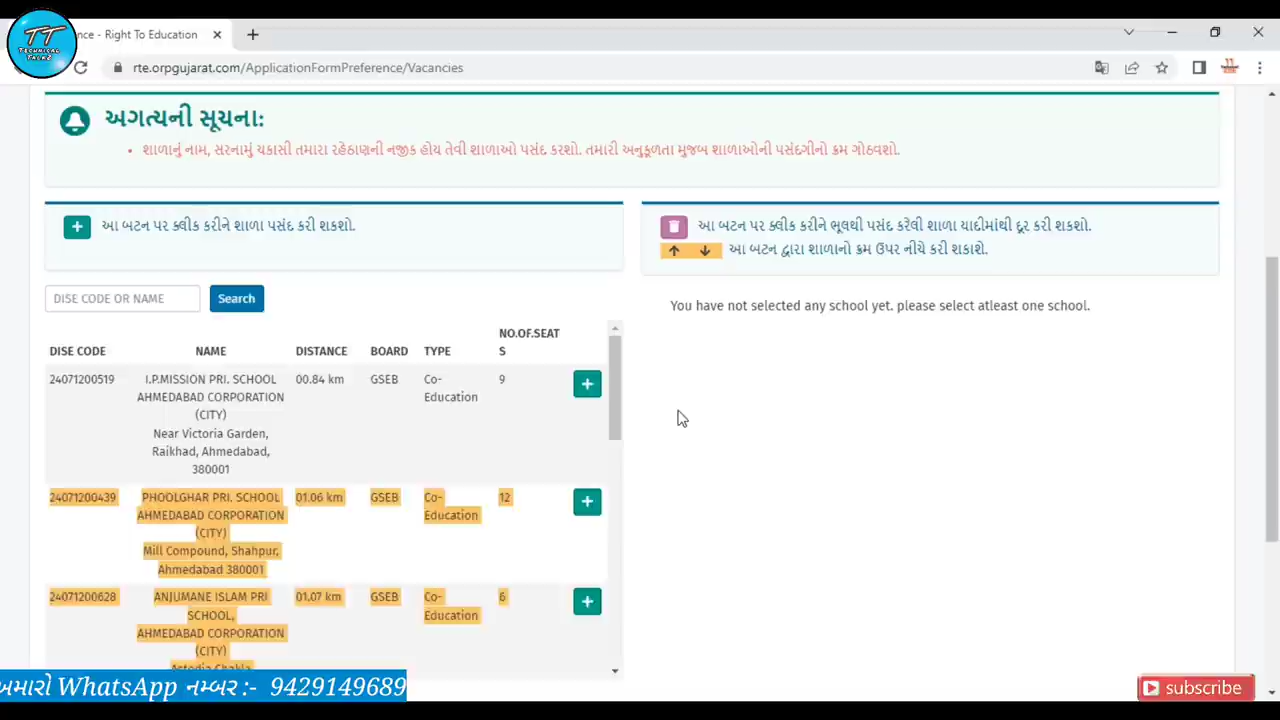 TT
TECHNICAL
TALKZ
nce - Right To Education
rte.orpgujarat.com/ApplicationFormPreference/Vacancies
અગત્યની સૂચના:
• શાળાનું નામ, સરનામું ચકાસી તમારા રહેઠાણની નજીક હોય તેવી શાળાઓ પસંદ કરશો. તમારી અનુકૂળતા મુજબ શાળાઓની પસંદગીનો ક્રમ ગોઠવશો.
આ બટન પર ક્લીક કરીને શાળા પસંદ કરી શકશો.
આ બટન પર ક્લીક કરીને ભૂલથી પસંદ કરેલી શાળા યાદીમાંથી દૂર કરી શકશો.
આ બટન દ્વારા શાળાનો ક્રમ ઉપર નીચે કરી શકાશે.
DISE CODE OR NAME Search
You have not selected any school yet. please select atleast one school.
DISE CODE NAME DISTANCE BOARD TYPE NO.OF.SEAT
S
24071200519 I.P.MISSION PRI. SCHOOL 00.84 km GSEB Co- 9
AHMEDABAD CORPORATION Education
(CITY)
Near Victoria Garden,
Raikhad, Ahmedabad,
380001
24071200439 PHOOLGHAR PRI. SCHOOL 01.06 km GSEB Co- 12
AHMEDABAD CORPORATION Education
(CITY)
Mill Compound, Shahpur,
Ahmedabad 380001
24071200628 ANJUMANE ISLAM PRI 01.07 km GSEB Co- 6
SCHOOL, Education
AHMEDABAD CORPORATION
(CITY)
Astodia Chakla
અમારો WhatsApp નમ્બર :- 9429149689
subscribe